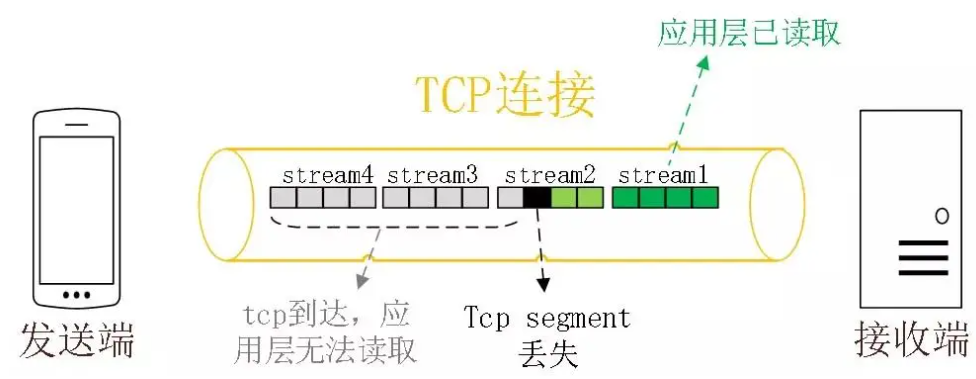 应用层已读取
TCP连接
stream4 stream3 stream2 stream1
tcp到达，应
用层无法读取
Tcp segment
丢失
发送端
接收端